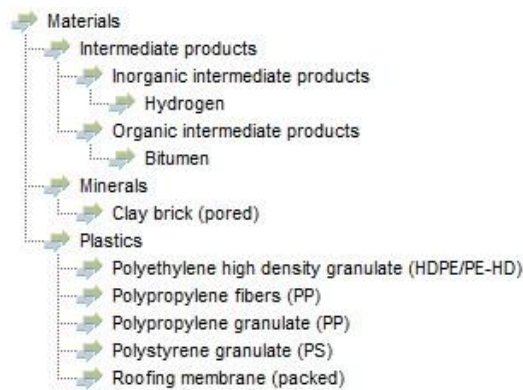 Materials
Intermediate products
Inorganic intermediate products
Hydrogen
Organic intermediate products
Bitumen
Minerals
Clay brick (pored)
Plastics
Polyethylene high density granulate (HDPE/PE-HD)
Polypropylene fibers (PP)
Polypropylene granulate (PP)
Polystyrene granulate (PS)
Roofing membrane (packed)